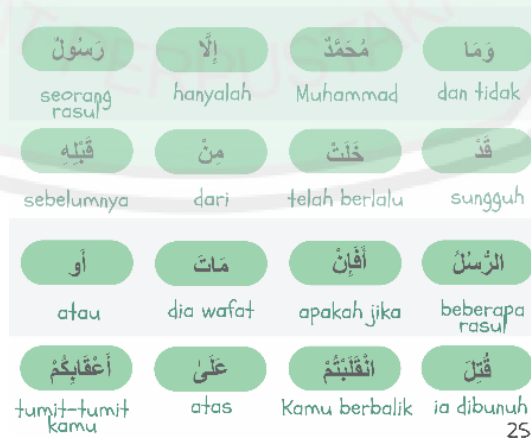 وَمَا مُحَمَّدٌ إِلَّا رَسُولٌ
dan tidak Muhammad hanyalah seorang
rasul
قَدْ خَلَتْ مِنْ قَبْلِهِ
sungguh telah berlalu dari sebelumnya
الرُّسُلُ أَفَإِنْ مَاتَ أَو
beberapa apakah jika dia wafat atau
rasul
قُتِلَ انْقَلَبْتُمْ عَلَىٰ أَعْقَابِكُمْ
ia dibunuh Kamu berbalik atas tumit-tumit
kamu
25